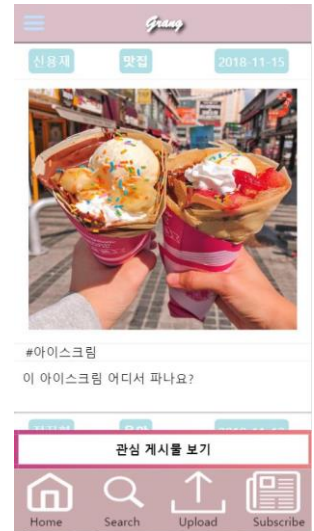 Grang
신용재 맛집 2018-11-15
#아이스크림
이 아이스크림 어디서 파나요?
관심 게시물 보기
Home Search Upload Subscribe